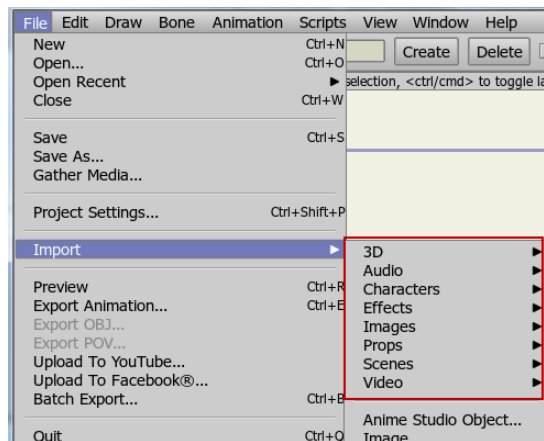 File Edit Draw Bone Animation Scripts View Window Help
New Ctrl+N
Open... Ctrl+O
Open Recent
Close Ctrl+W
Save Ctrl+S
Save As...
Gather Media...
Project Settings... Ctrl+Shift+P
Import
Preview Ctrl+R
Export Animation... Ctrl+E
Export OBJ...
Export POV...
Upload To YouTube...
Upload To Facebook®...
Batch Export... Ctrl+B
Quit Ctrl+Q
Create Delete
selection, <ctrl/cmd> to toggle la
3D
Audio
Characters
Effects
Images
Props
Scenes
Video
Anime Studio Object...
Image